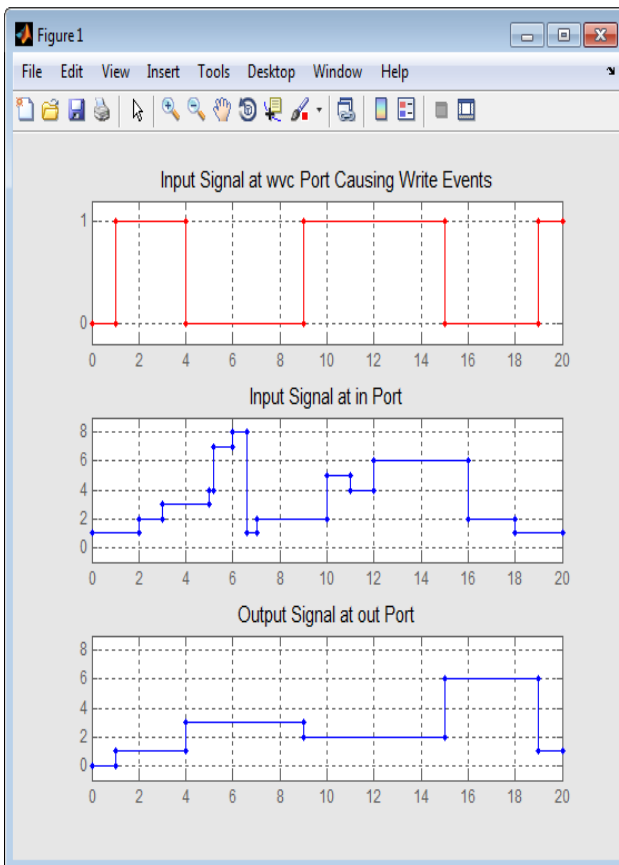 Figure 1
File Edit View Insert Tools Desktop Window Help
Input Signal at wvc Port Causing Write Events
1
0
0 2 4 6 8 10 12 14 16 18 20
Input Signal at in Port
8
6
4
2
0
0 2 4 6 8 10 12 14 16 18 20
Output Signal at out Port
8
6
4
2
0
0 2 4 6 8 10 12 14 16 18 20